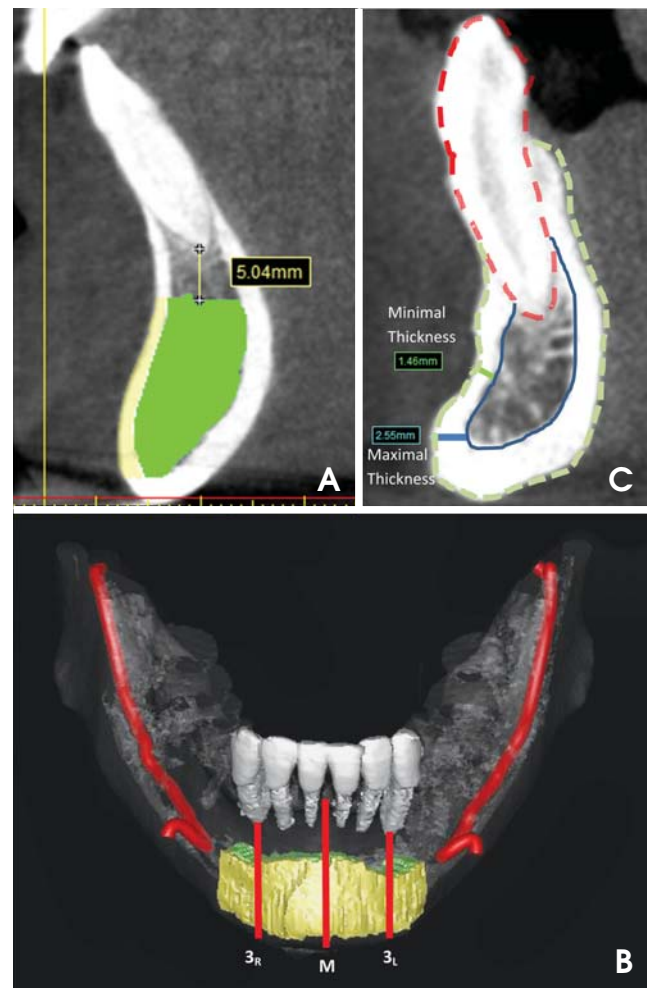 5.04mm
A
Minimal
Thickness
1.46mm
2.55mm
Maximal
Thickness
C
3R
M
3L
B